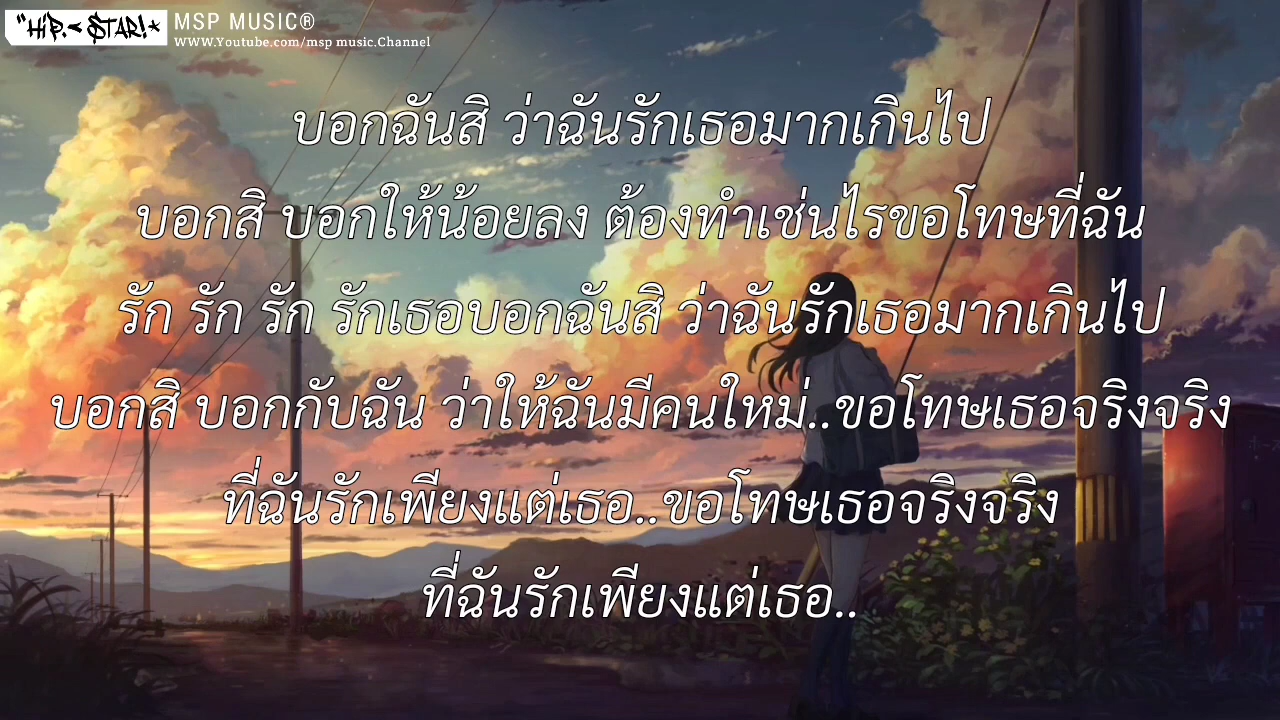 "HIP.< STAR!*
MSP MUSIC®
WWW.Youtube.com/msp music.Channel
บอกฉันสิ ว่าฉันรักเธอมากเกินไป
บอกสิ บอกให้น้อยลง ต้องทำเช่นไรขอโทษที่ฉัน
รัก รัก รัก รักเธอบอกฉันสิ ว่าฉันรักเธอมากเกินไป
บอกสิ บอกกับฉัน ว่าให้ฉันมีคนใหม่..ขอโทษเธอจริงจริง
ที่ฉันรักเพียงแต่เธอ..ขอโทษเธอจริงจริง
ที่ฉันรักเพียงแต่เธอ..